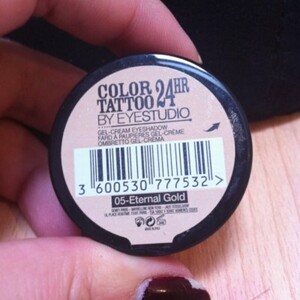 COLOR
TATTOO 24HR
BY EYESTUDIO
GEL-CREAM EYESHADOW
FARD À PAUPIÈRES GEL-CRÈME
OMBRETTO GEL-CREMA
3 600530 777532 >
05-Eternal Gold